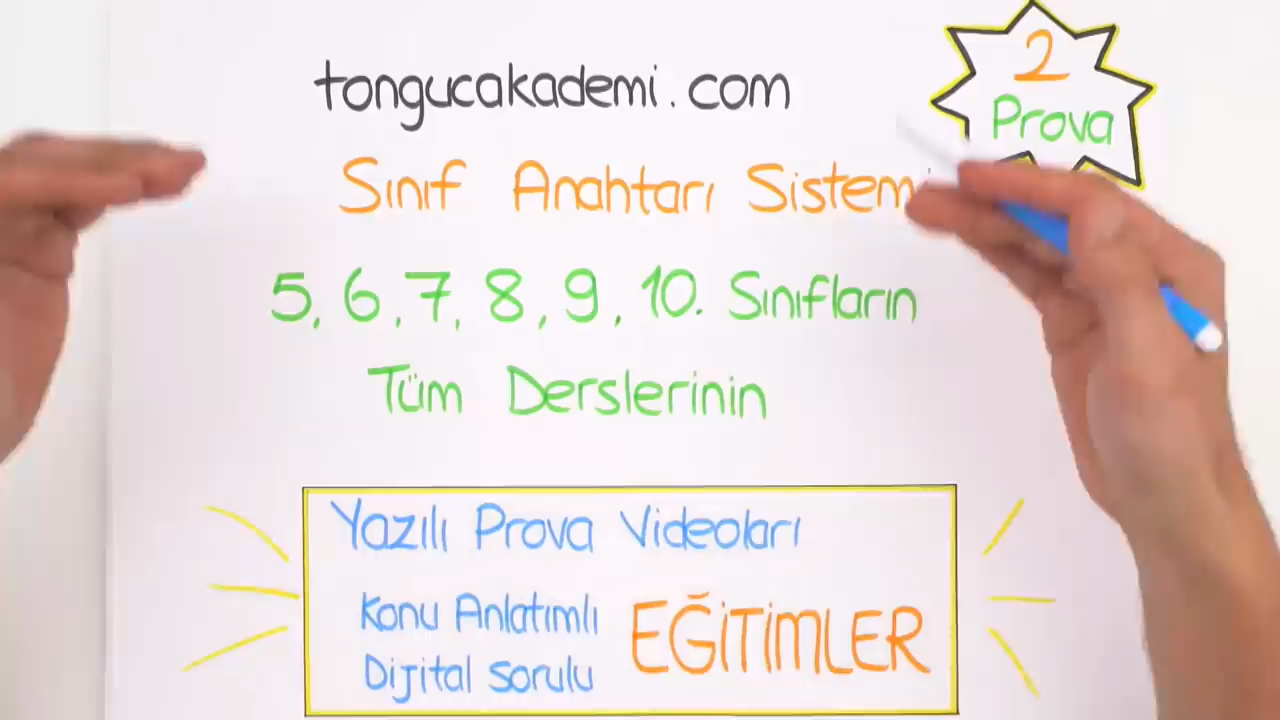 tongucakademi.com
2
Prova
Sınıf Anahtarı Sistemi
5, 6, 7, 8, 9, 10. Sınıfların
Tüm Derslerinin
Yazılı Prova Videoları
Konu Anlatımlı
Dijital sorulu
EĞİTİMLER